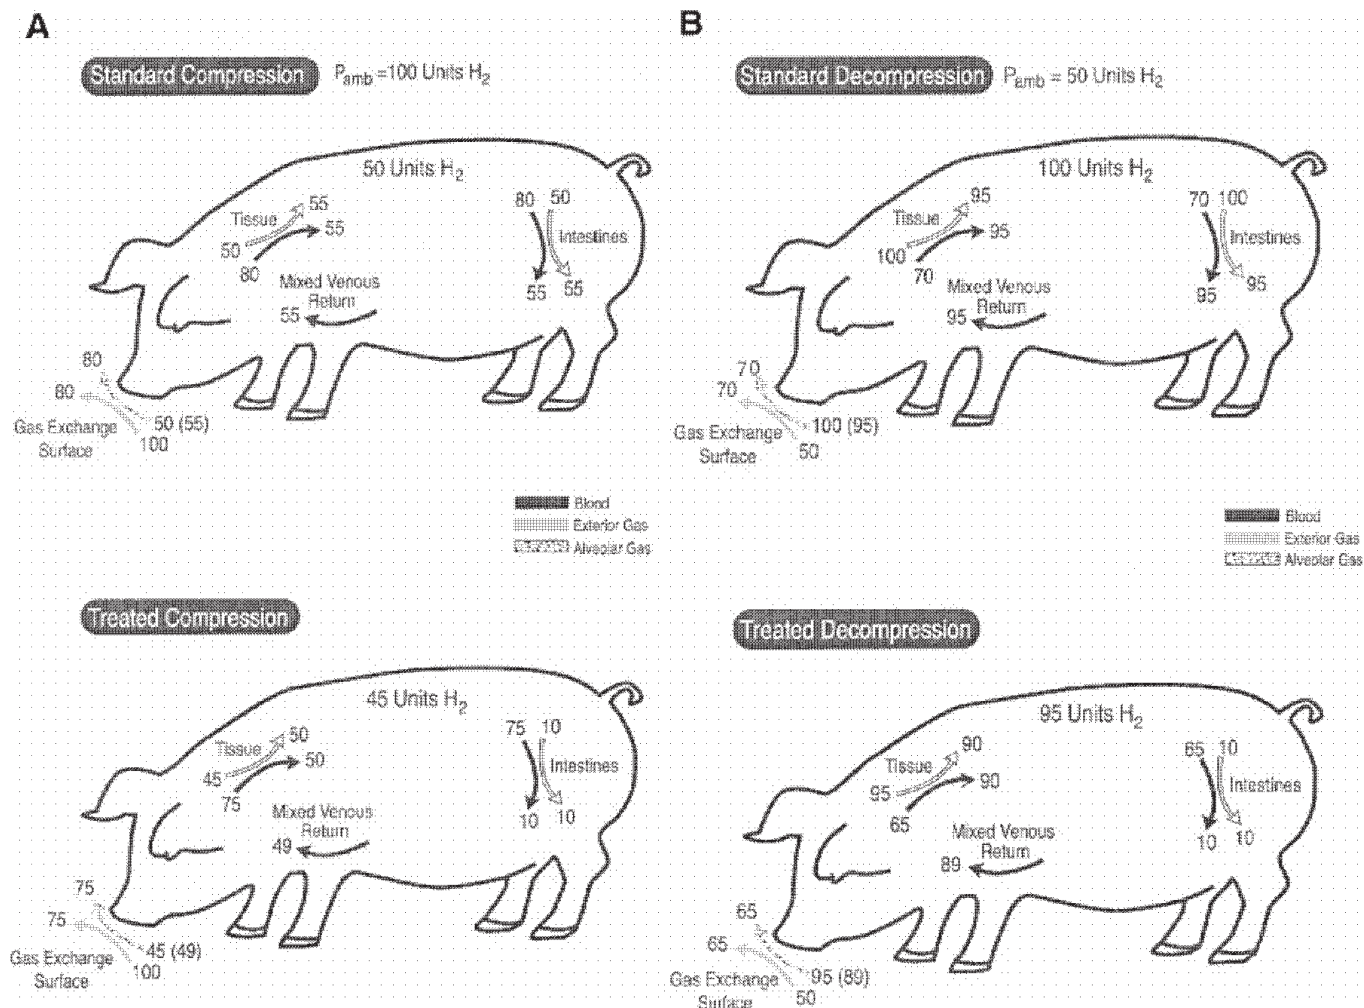 A
Standard Compression
Pamb =100 Units H2
50 Units H2
55
Tissue
55
50
80
80 50
Intestines
55 55
Mixed Venous
Return
55
80
80
50 (55)
100
Gas Exchange
Surface
Blood
Exterior Gas
Alveolar Gas
Treated Compression
45 Units H2
50
Tissue
50
45
75
75 10
Intestines
10 10
Mixed Venous
Return
49
75
75
45 (49)
100
Gas Exchange
Surface
B
Standard Decompression
Pamb = 50 Units H2
100 Units H2
95
Tissue
95
100
70
70 100
Intestines
95 95
Mixed Venous
Return
95
70
70
100 (95)
50
Gas Exchange
Surface
Blood
Exterior Gas
Alveolar Gas
Treated Decompression
95 Units H2
90
Tissue
90
95
65
65 10
Intestines
10 10
Mixed Venous
Return
89
65
65
95 (89)
50
Gas Exchange
Surface